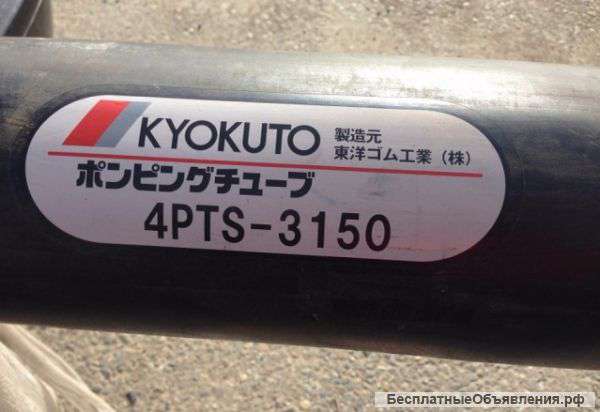 KYOKUTO
製造元
東洋ゴム工業（株）
ポンピングチューブ
4PTS-3150
БесплатныеОбъявления.рф